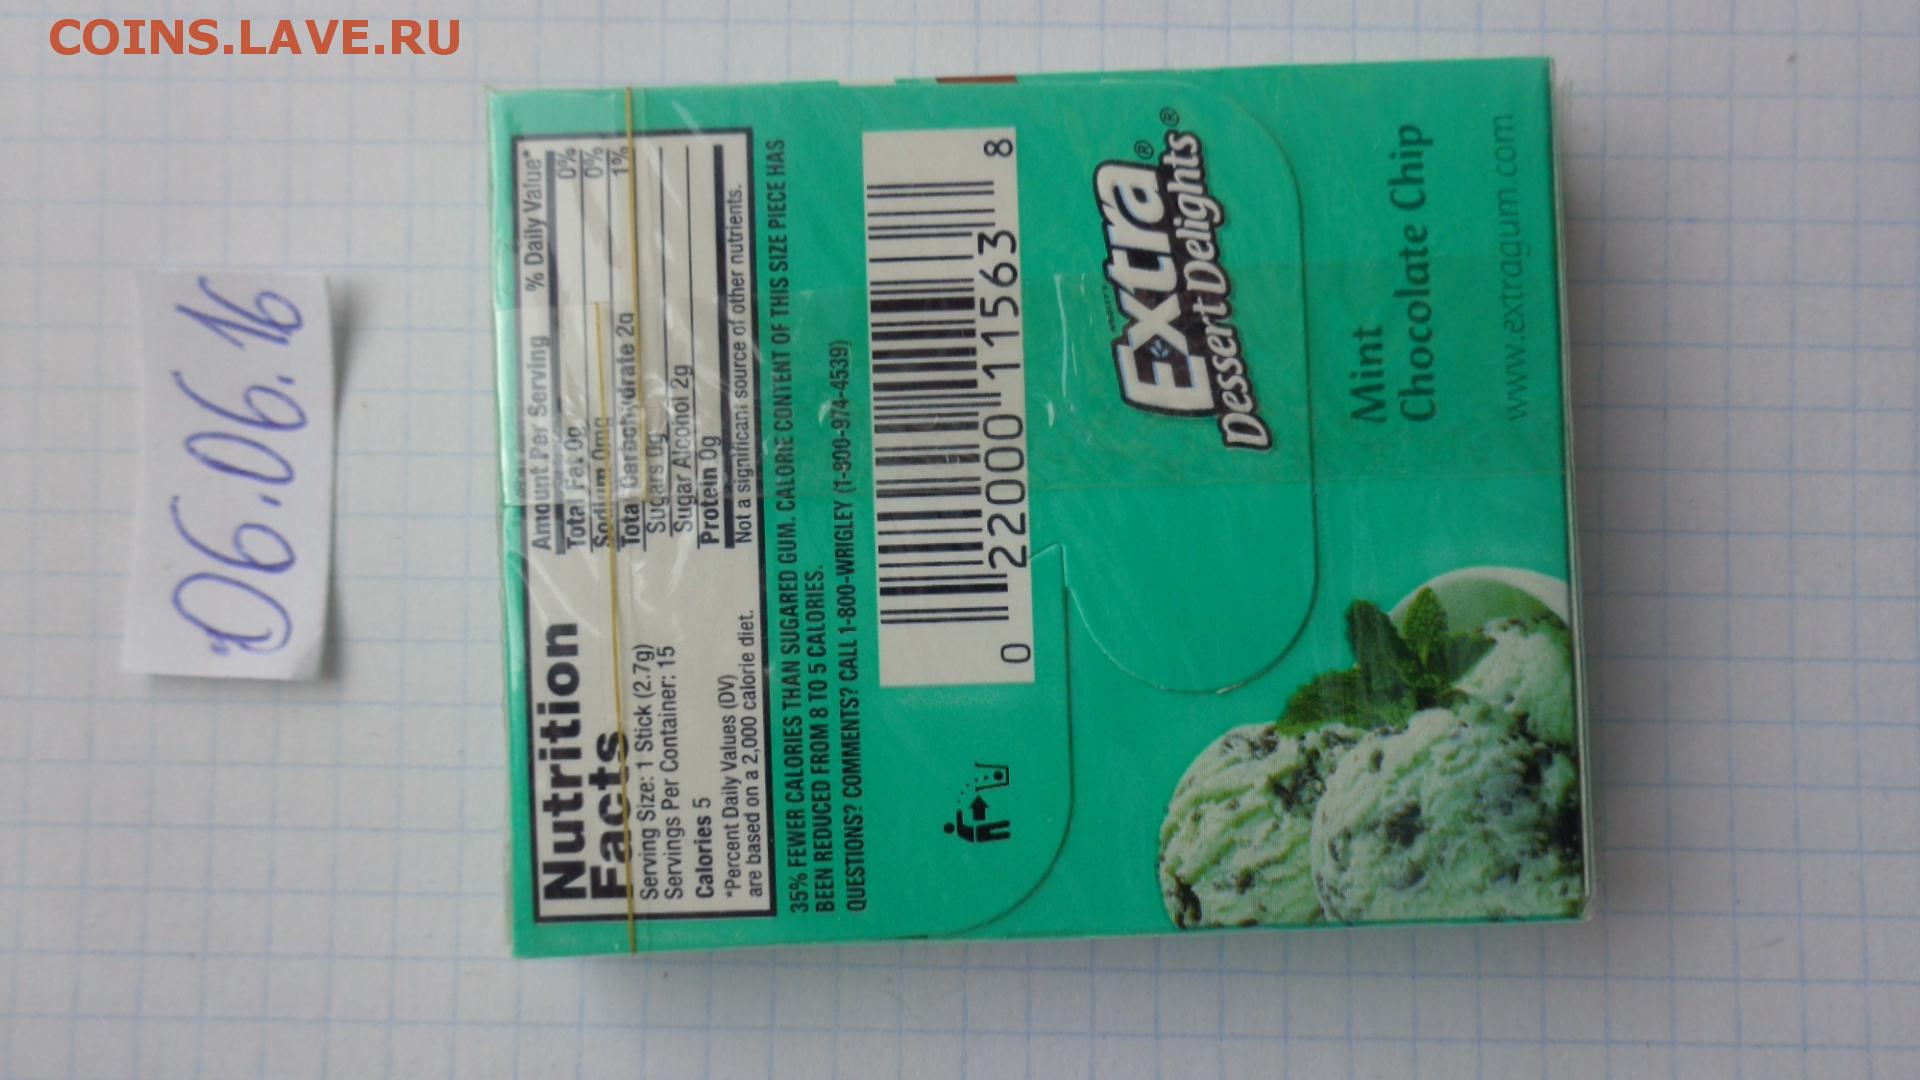 COINS.LAVE.RU
06.06.16
Nutrition
Facts
Serving Size: 1 Stick (2.7g)
Servings Per Container: 15
Calories 5
*Percent Daily Values (DV)
are based on a 2,000 calorie diet.
Amount Per Serving % Daily Value*
Total Fat 0g 0%
Sodium 0mg 0%
Total Carbohydrate 2g 1%
Sugars 0g
Sugar Alcohol 2g
Protein 0g
Not a significant source of other nutrients.
35% FEWER CALORIES THAN SUGARED GUM. CALORIE CONTENT OF THIS SIZE PIECE HAS
BEEN REDUCED FROM 8 TO 5 CALORIES.
QUESTIONS? COMMENTS? CALL 1-800-WRIGLEY (1-800-974-4539)
0 22000 11563 8
WRIGLEY'S
Extra®
Dessert Delights®
Mint
Chocolate Chip
www.extragum.com